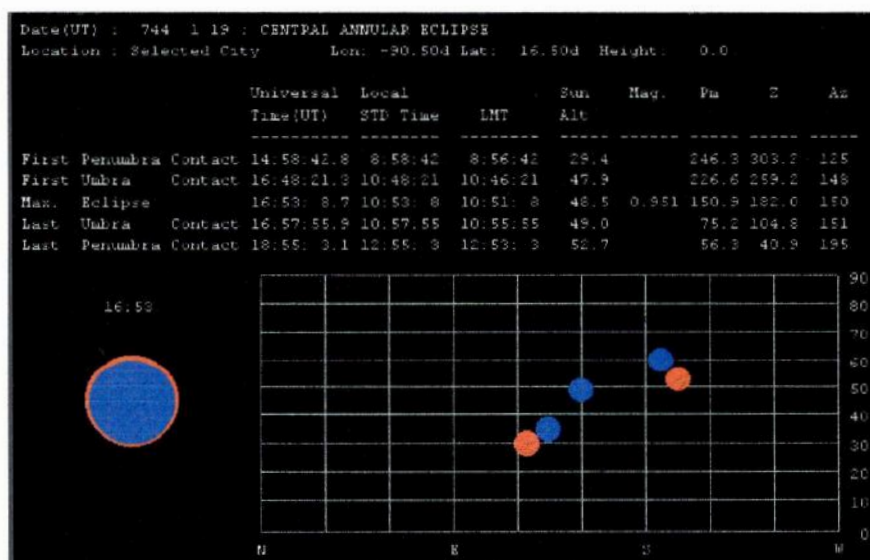 Date(UT) : 744 1 19 : CENTRAL ANNULAR ECLIPSE
Location : Selected City Lon: -90.50d Lat: 16.50d Height: 0.0
Universal Local Sun Mag. Pm Z Az
Time(UT) STD Time LMT Alt
First Penumbra Contact 14:58:42.8 8:58:42 8:56:42 29.4 246.3 303.2 125
First Umbra Contact 16:48:21.3 10:48:21 10:46:21 47.9 226.6 259.2 148
Max. Eclipse 16:53: 8.7 10:53: 8 10:51: 8 48.5 0.951 150.9 182.0 150
Last Umbra Contact 16:57:55.9 10:57.55 10:55:55 49.0 75.2 104.8 151
Last Penumbra Contact 18:55: 3.1 12:55: 3 12:53: 3 52.7 56.3 40.9 195
16:53
90
80
70
60
50
40
30
20
10
0
N E S W